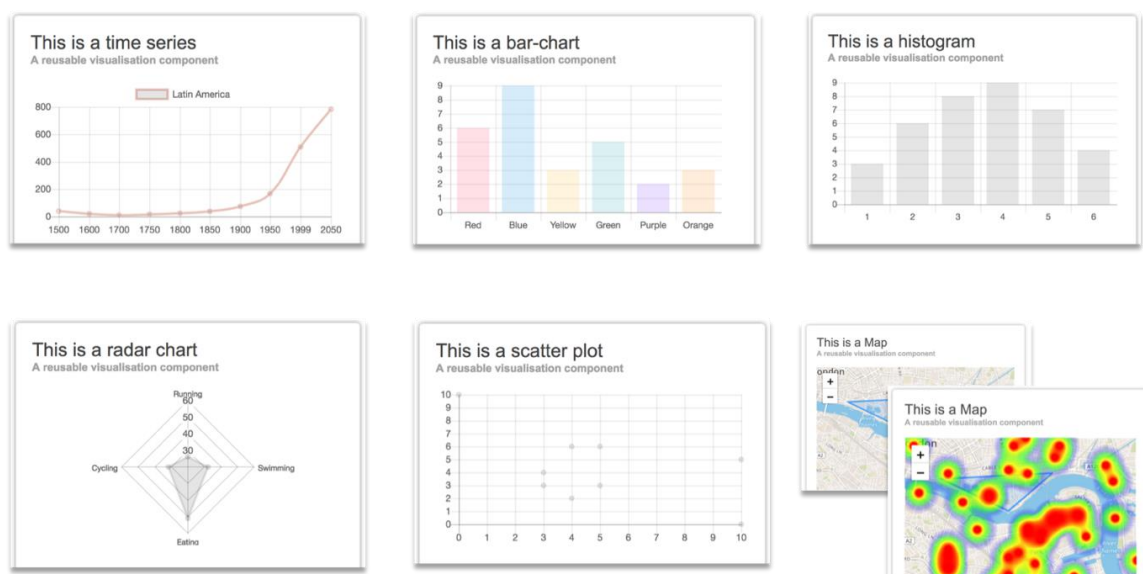 This is a time series
A reusable visualisation component
Latin America
800
600
400
200
0
1500 1600 1700 1750 1800 1850 1900 1950 1999 2050
This is a bar-chart
A reusable visualisation component
9
8
7
6
5
4
3
2
1
0
Red Blue Yellow Green Purple Orange
This is a histogram
A reusable visualisation component
9
8
7
6
5
4
3
2
1
0
1 2 3 4 5 6
This is a radar chart
A reusable visualisation component
Running
60
50
40
30
Cycling Swimming
Eating
This is a scatter plot
A reusable visualisation component
10
9
8
7
6
5
4
3
2
1
0
0 1 2 3 4 5 6 7 8 9 10
This is a Map
A reusable visualisation component
+
−
This is a Map
A reusable visualisation component
+
−